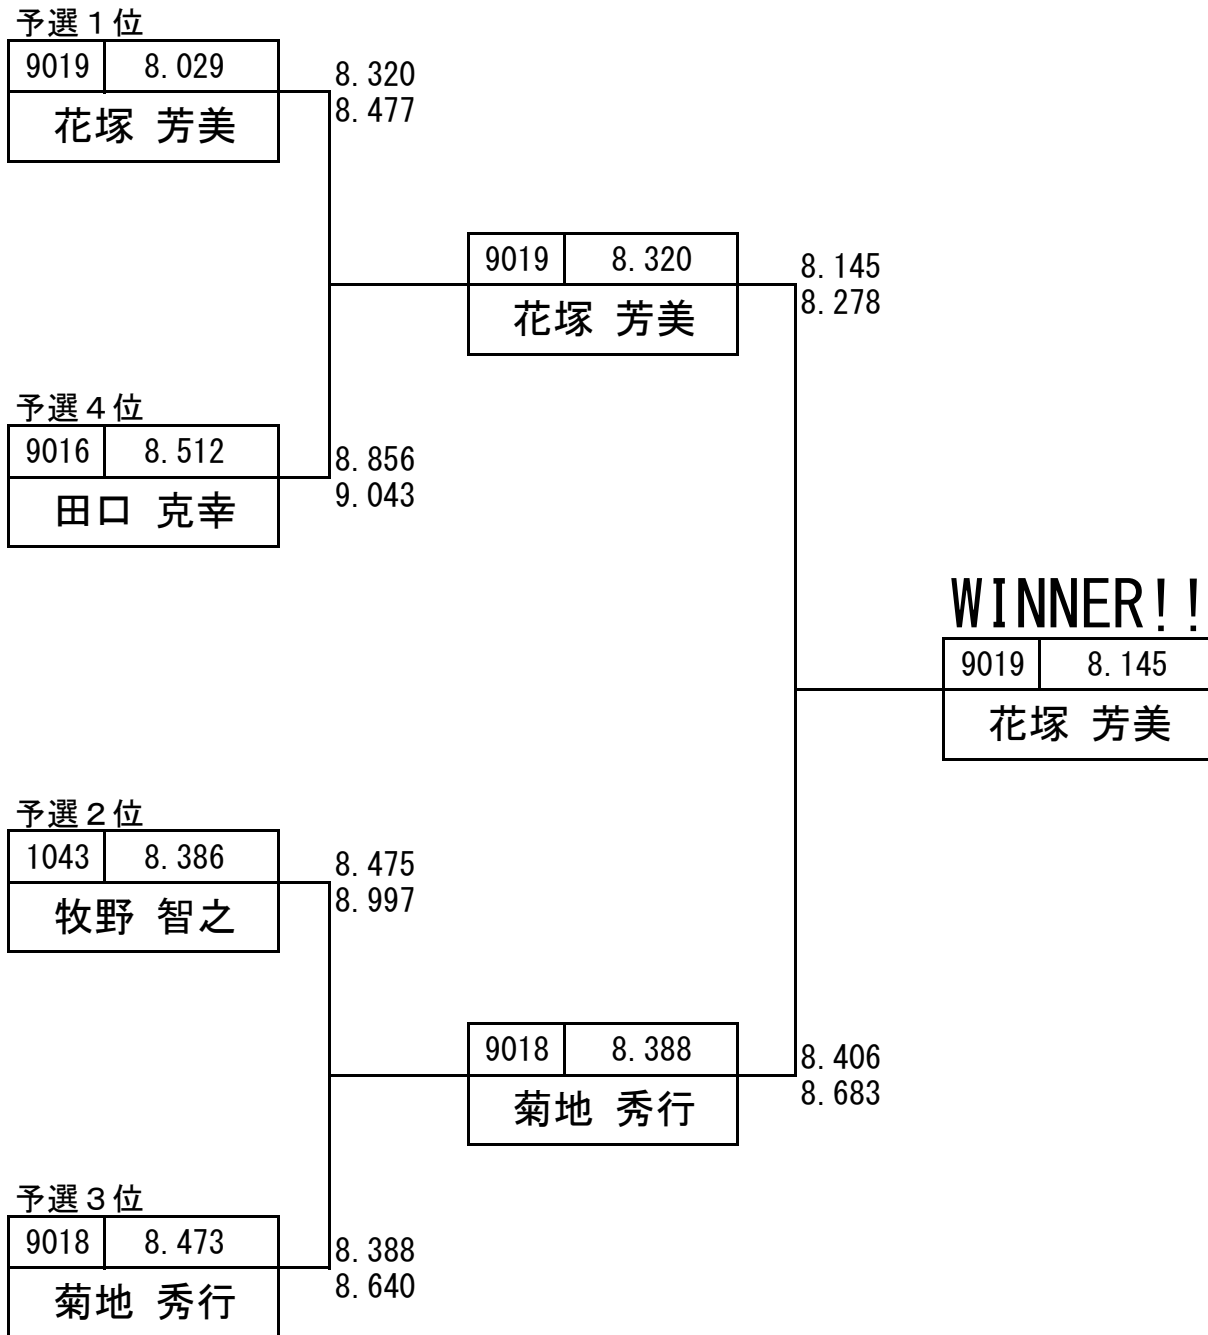 予選１位
9019 8.029
花塚 芳美
8.320
8.477
9019 8.320
花塚 芳美
8.145
8.278
予選４位
9016 8.512
田口 克幸
8.856
9.043
WINNER!!
9019 8.145
花塚 芳美
予選２位
1043 8.386
牧野 智之
8.475
8.997
9018 8.388
菊地 秀行
8.406
8.683
予選３位
9018 8.473
菊地 秀行
8.388
8.640